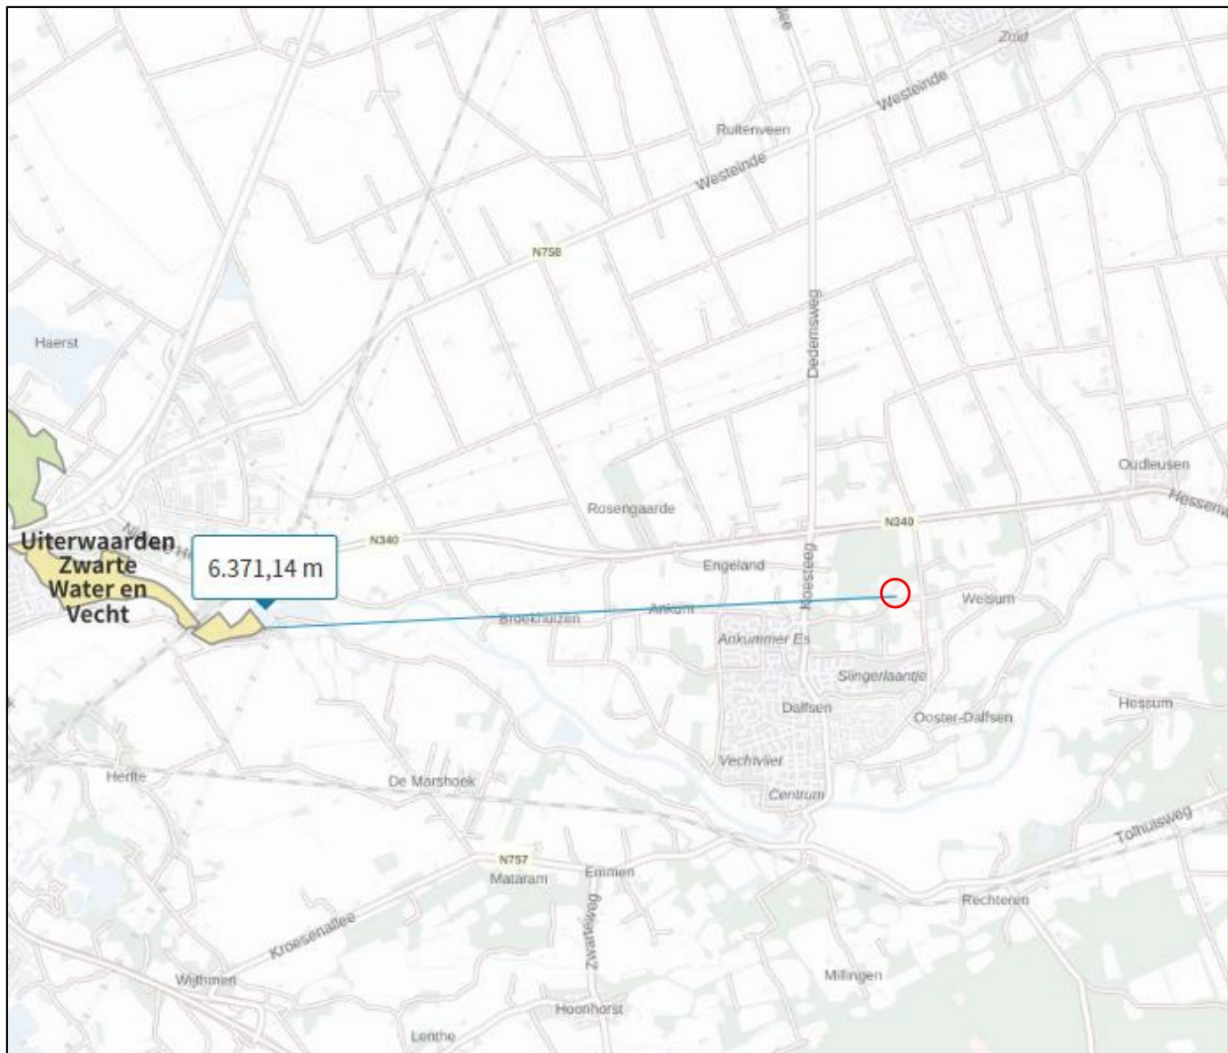 Zuid
Westeinde
Ruitenveen
Westeinde
N758
Dedemsweg
Haerst
Oudleusen
Hessenw
Rosengaarde
N340
N340
Uiterwaarden
Zwarte
Water en
Vecht
6.371,14 m
Engeland
Koesteeg
Welsum
Broekhuizen
Ankum
Ankummer Es
Slingerlaantje
Dalfsen
Hessum
Ooster-Dalfsen
Vechtvliet
Herfte
De Marshoek
Centrum
Tolhuisweg
N757
Mataram
Emmen
Rechteren
Zwarteweg
Kroesenallee
Wijthmen
Millingen
Hoonhorst
Lenthe